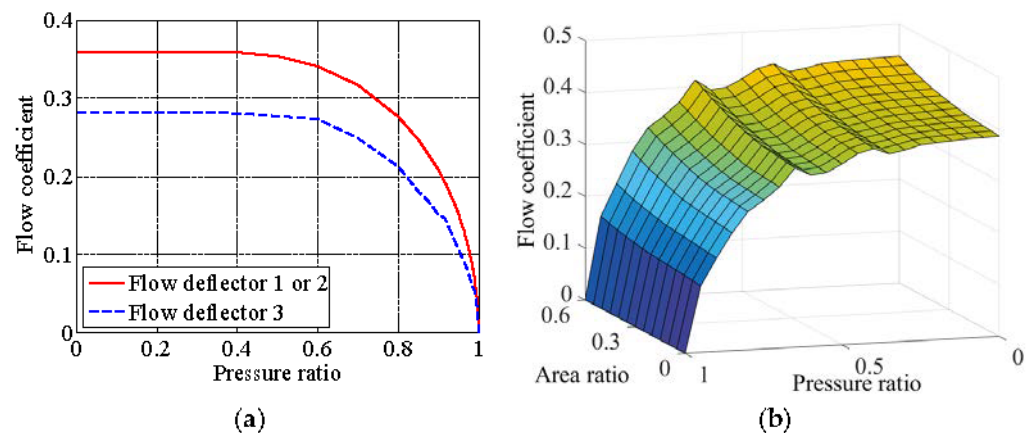 0.4
0.3
0.2
0.1
0
Flow coefficient
Flow deflector 1 or 2
Flow deflector 3
0 0.2 0.4 0.6 0.8 1
Pressure ratio
(a)
0.5
0.4
0.3
0.2
0.1
0
Flow coefficient
0.6
0.3
0
Area ratio
1
0.5
0
Pressure ratio
(b)